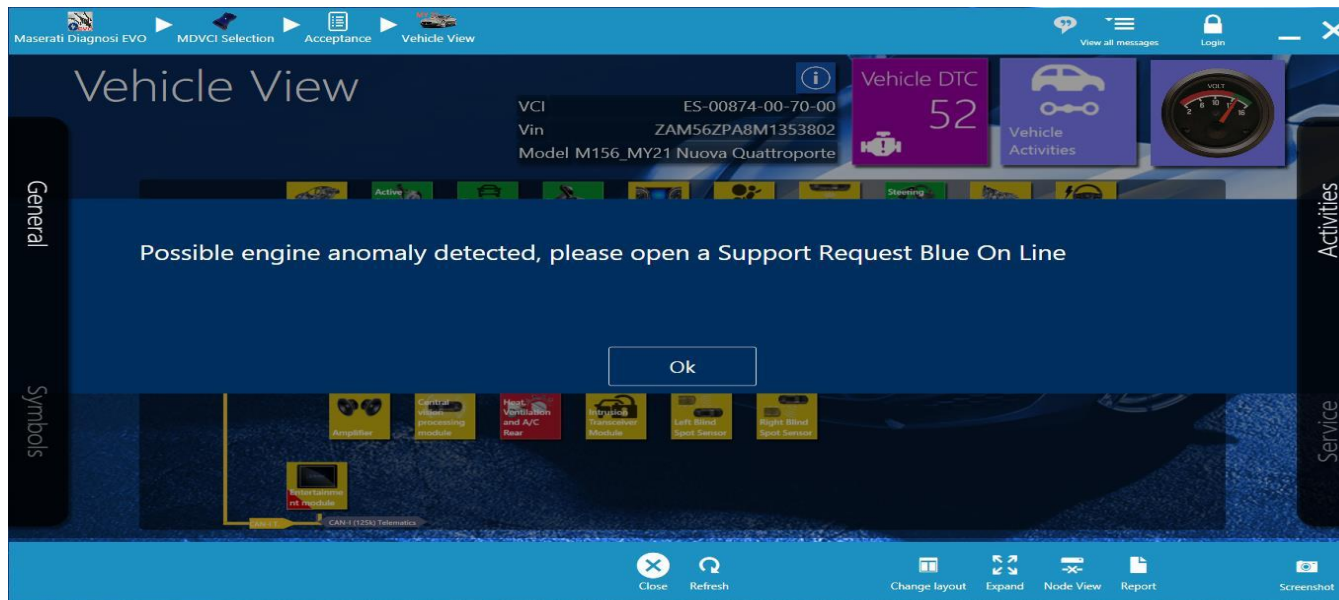 Maserati Diagnosi EVO
MDVCI Selection
Acceptance
Vehicle View
View all messages
Login
Vehicle View
VCI ES-00874-00-70-00
Vin ZAM56ZPA8M1353802
Model M156_MY21 Nuova Quattroporte
Vehicle DTC
52
Vehicle
Activities
VOLT
General
Symbols
Activities
Service
Active
Steering
Possible engine anomaly detected, please open a Support Request Blue On Line
Ok
Amplifier
Central
vision
processing
module
Heat.
Ventilation
and A/C
Rear
Intrusion
Transceiver
Module
Left Blind
Spot Sensor
Right Blind
Spot Sensor
Entertainme
nt module
CAN-I 1
CAN-I (125k) Telematics
Close
Refresh
Change layout
Expand
Node View
Report
Screenshot